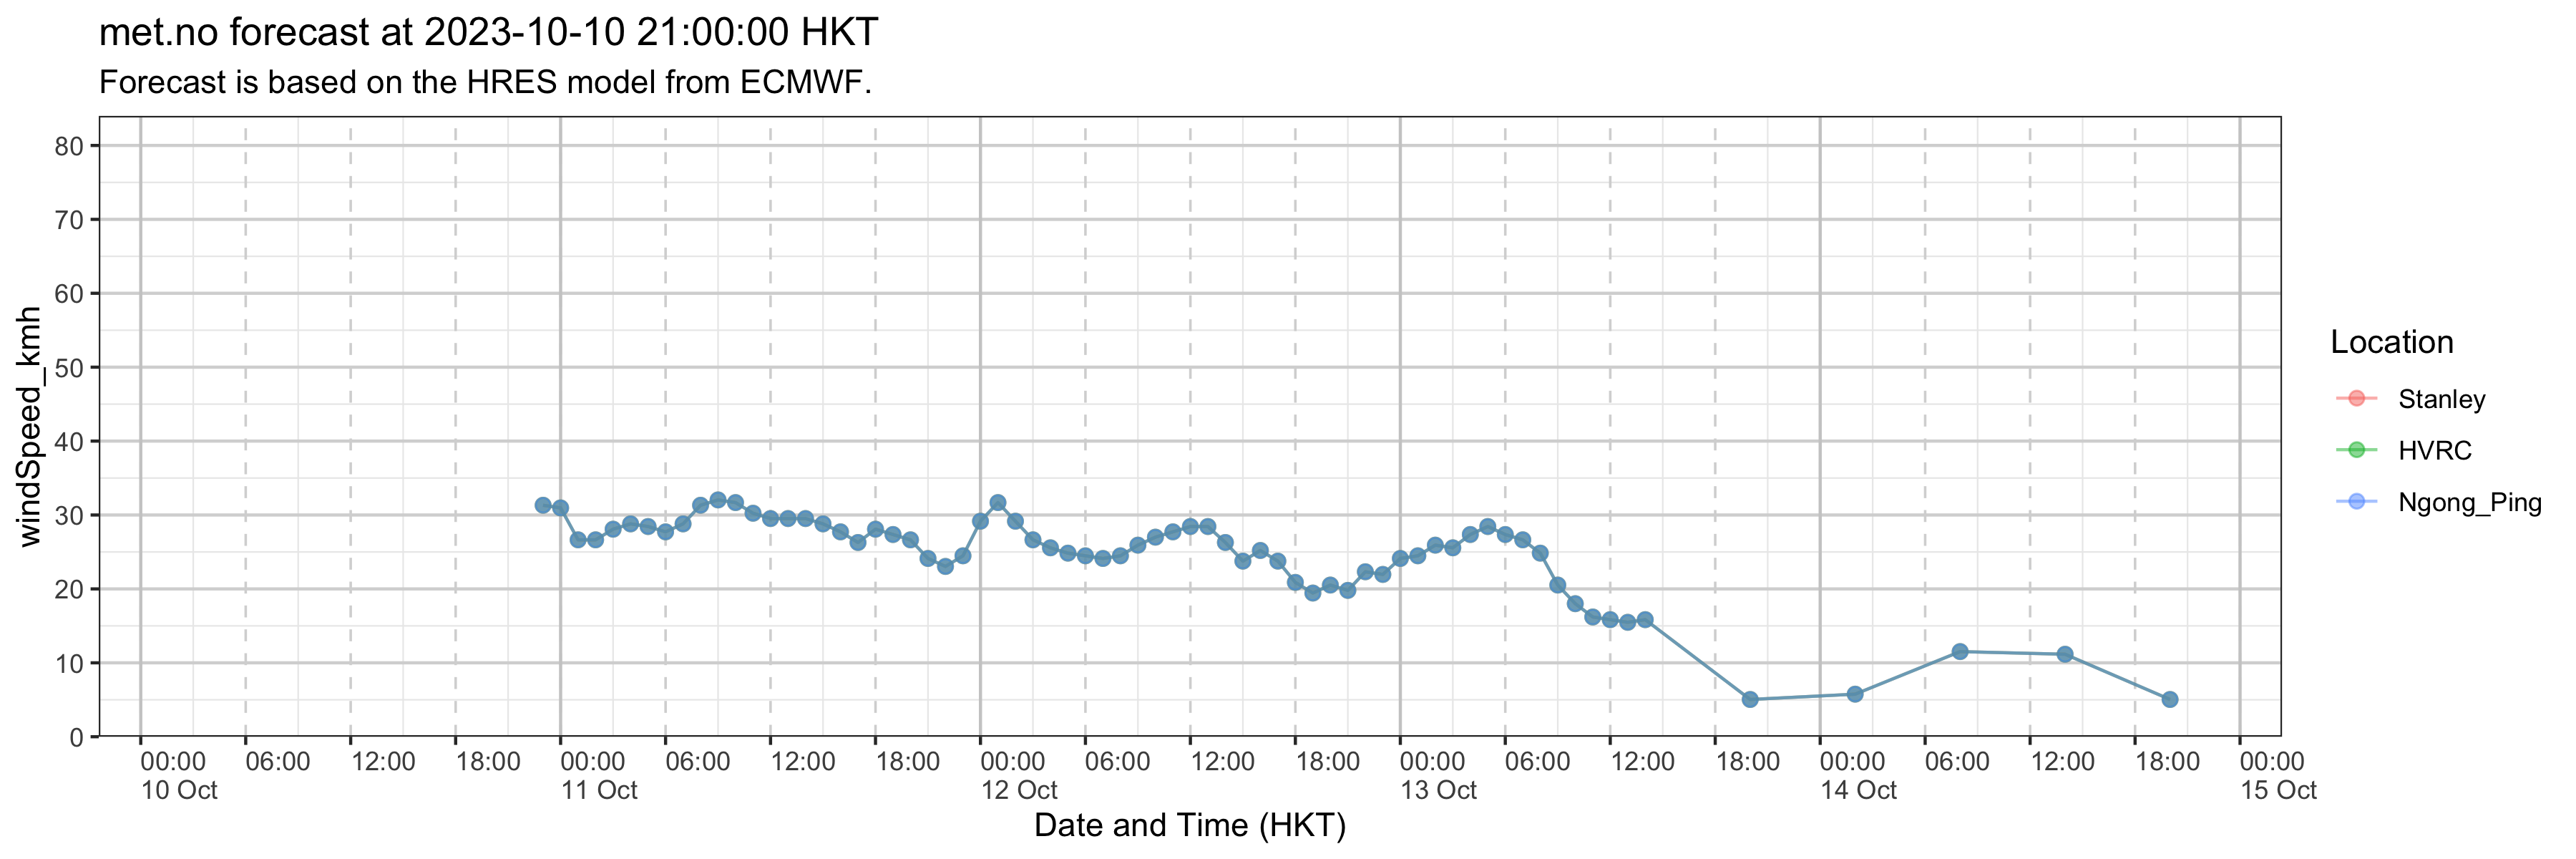 met.no forecast at 2023-10-10 21:00:00 HKT
Forecast is based on the HRES model from ECMWF.
windSpeed_kmh
80
70
60
50
40
30
20
10
0
00:00 06:00 12:00 18:00 00:00 06:00 12:00 18:00 00:00 06:00 12:00 18:00 00:00 06:00 12:00 18:00 00:00 06:00 12:00 18:00 00:00
10 Oct 11 Oct 12 Oct 13 Oct 14 Oct 15 Oct
Date and Time (HKT)
Location
Stanley
HVRC
Ngong_Ping